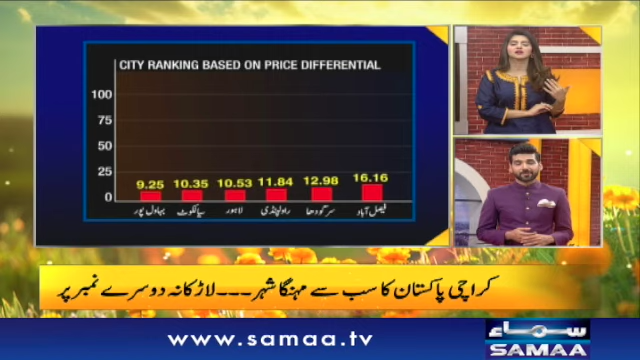 CITY RANKING BASED ON PRICE DIFFERENTIAL
100
75
50
25
0
9.25 10.35 10.53 11.84 12.98 16.16
بہاولپور سیالکوٹ لاہور راولپنڈی سرگودھا فیصل آباد
کراچی پاکستان کا سب سے مہنگا شہر۔۔۔لاڑکانہ دوسرے نمبر پر
www.samaa.tv
سماء
SAMAA